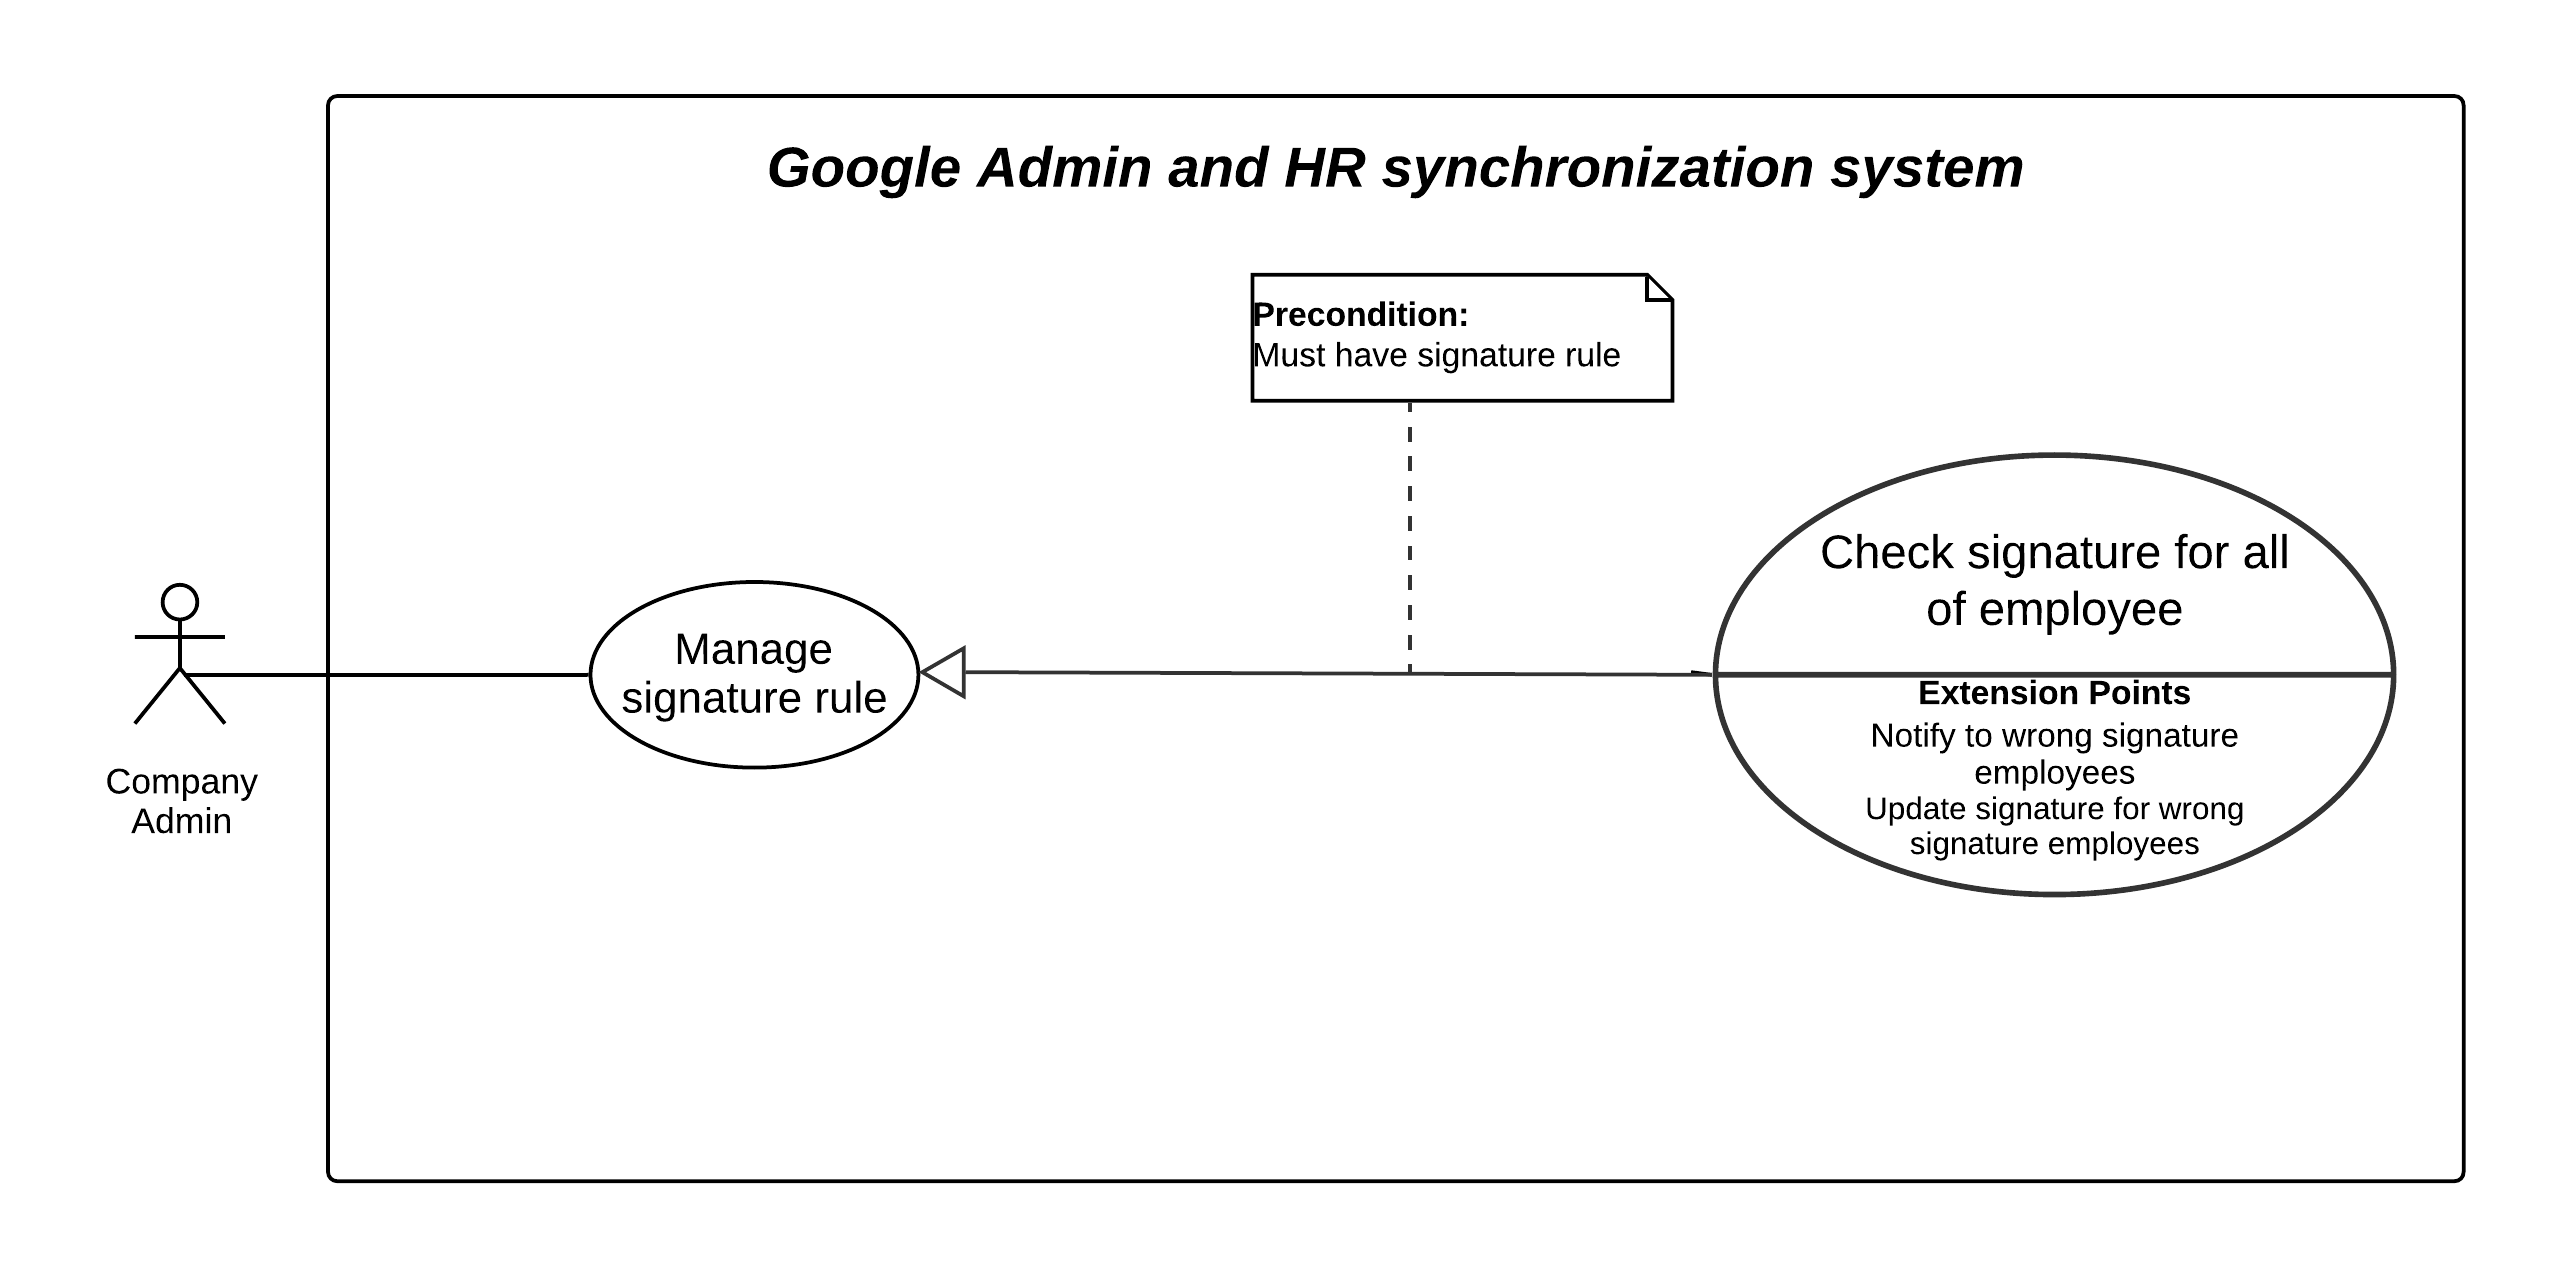 Google Admin and HR synchronization system
Precondition:
Must have signature rule
Check signature for all
of employee
Manage
signature rule
Extension Points
Notify to wrong signature
employees
Update signature for wrong
signature employees
Company
Admin